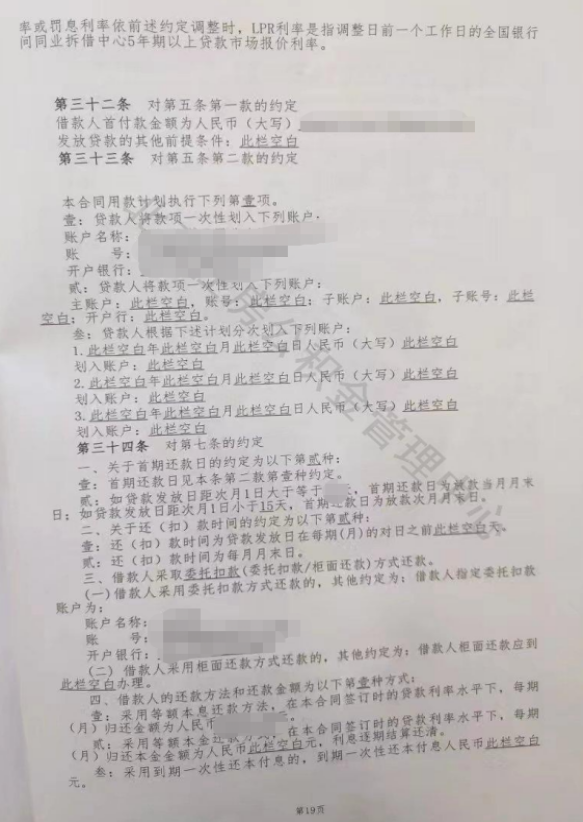 率或罚息利率依前述约定调整时，LPR利率是指调整日前一个工作日的全国银行
间同业拆借中心5年期以上贷款市场报价利率。
第三十二条 对第五条第一款的约定
借款人首付款金额为人民币（大写）
发放贷款的其他前提条件：此栏空白
第三十三条 对第五条第二款的约定
本合同用款计划执行下列第壹项。
壹：贷款人将款项一次性划入下列账户：
账户名称：
账 号：
开户银行：
贰：贷款人将款项一次性划入下列账户：
主账户：此栏空白，账号：此栏空白；子账户：此栏空白，子账号：此栏
空白；开户行：此栏空白。
叁：贷款人根据下述计划分次划入下列账户：
1.此栏空白年此栏空白月此栏空白日人民币（大写）此栏空白
划入账户：此栏空白
2.此栏空白年此栏空白月此栏空白日人民币（大写）此栏空白
划入账户：此栏空白
3.此栏空白年此栏空白月此栏空白日人民币（大写）此栏空白
划入账户：此栏空白
第三十四条 对第七条的约定
一、关于首期还款日的约定为以下第贰种：
壹：首期还款日见本条第二款第壹种约定。
贰：如贷款发放日距次月1日大于等于 ，首期还款日为放款当月月末
日；如贷款发放日距次月1日小于15天，首期还款日为放款次月月末日。
二、关于还（扣）款时间的约定为以下第贰种：
壹：还（扣）款时间为贷款发放日在每期(月)的对日之前此栏空白天。
贰：还（扣）款时间为每月月末日。
三、借款人采取委托扣款(委托扣款/柜面还款)方式还款。
(一)借款人采用委托扣款方式还款的，其他约定为：借款人指定委托扣款
账户为：
账户名称：
账 号：
开户银行：
(二) 借款人采用柜面还款方式还款的，其他约定为：借款人柜面还款应到
此栏空白办理。
四、借款人的还款方法和还款金额为以下第壹种方式：
壹：采用等额本息还款方法，在本合同签订时的贷款利率水平下，每期
（月）归还金额为人民币 。
贰：采用等额本金还款方式，在本合同签订时的贷款利率水平下，每期
（月）归还本金金额为人民币此栏空白元，利息逐期结算还清。
叁：采用到期一次性还本付息的，到期一次性还本付息人民币此栏空白
元。
第19页
积金管理中心